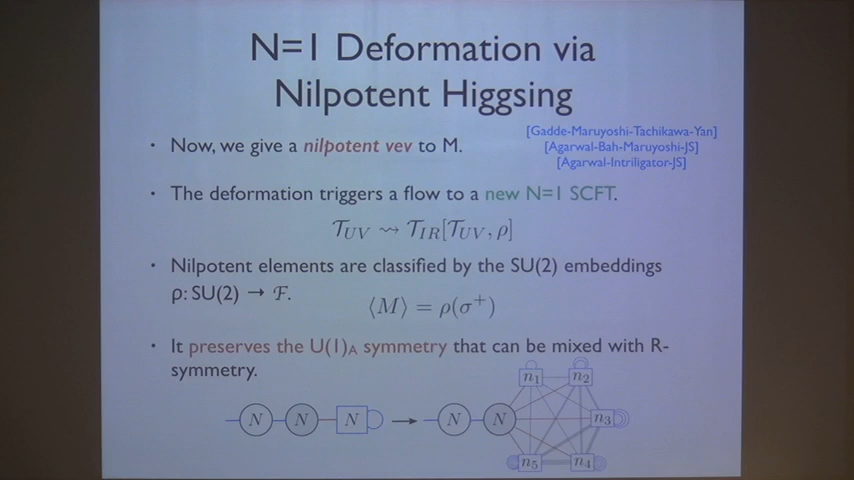 N=1 Deformation via
Nilpotent Higgsing
[Gadde-Maruyoshi-Tachikawa-Yan]
• Now, we give a nilpotent vev to M.
[Agarwal-Bah-Maruyoshi-JS]
[Agarwal-Intriligator-JS]
• The deformation triggers a flow to a new N=1 SCFT.
𝒯_UV ⇝ 𝒯_IR[𝒯_UV, ρ]
• Nilpotent elements are classified by the SU(2) embeddings
ρ: SU(2) → ℱ.
⟨M⟩ = ρ(σ⁺)
• It preserves the U(1)_A symmetry that can be mixed with R-
symmetry.
n₁ n₂
N N N → N N n₃
n₅ n₄